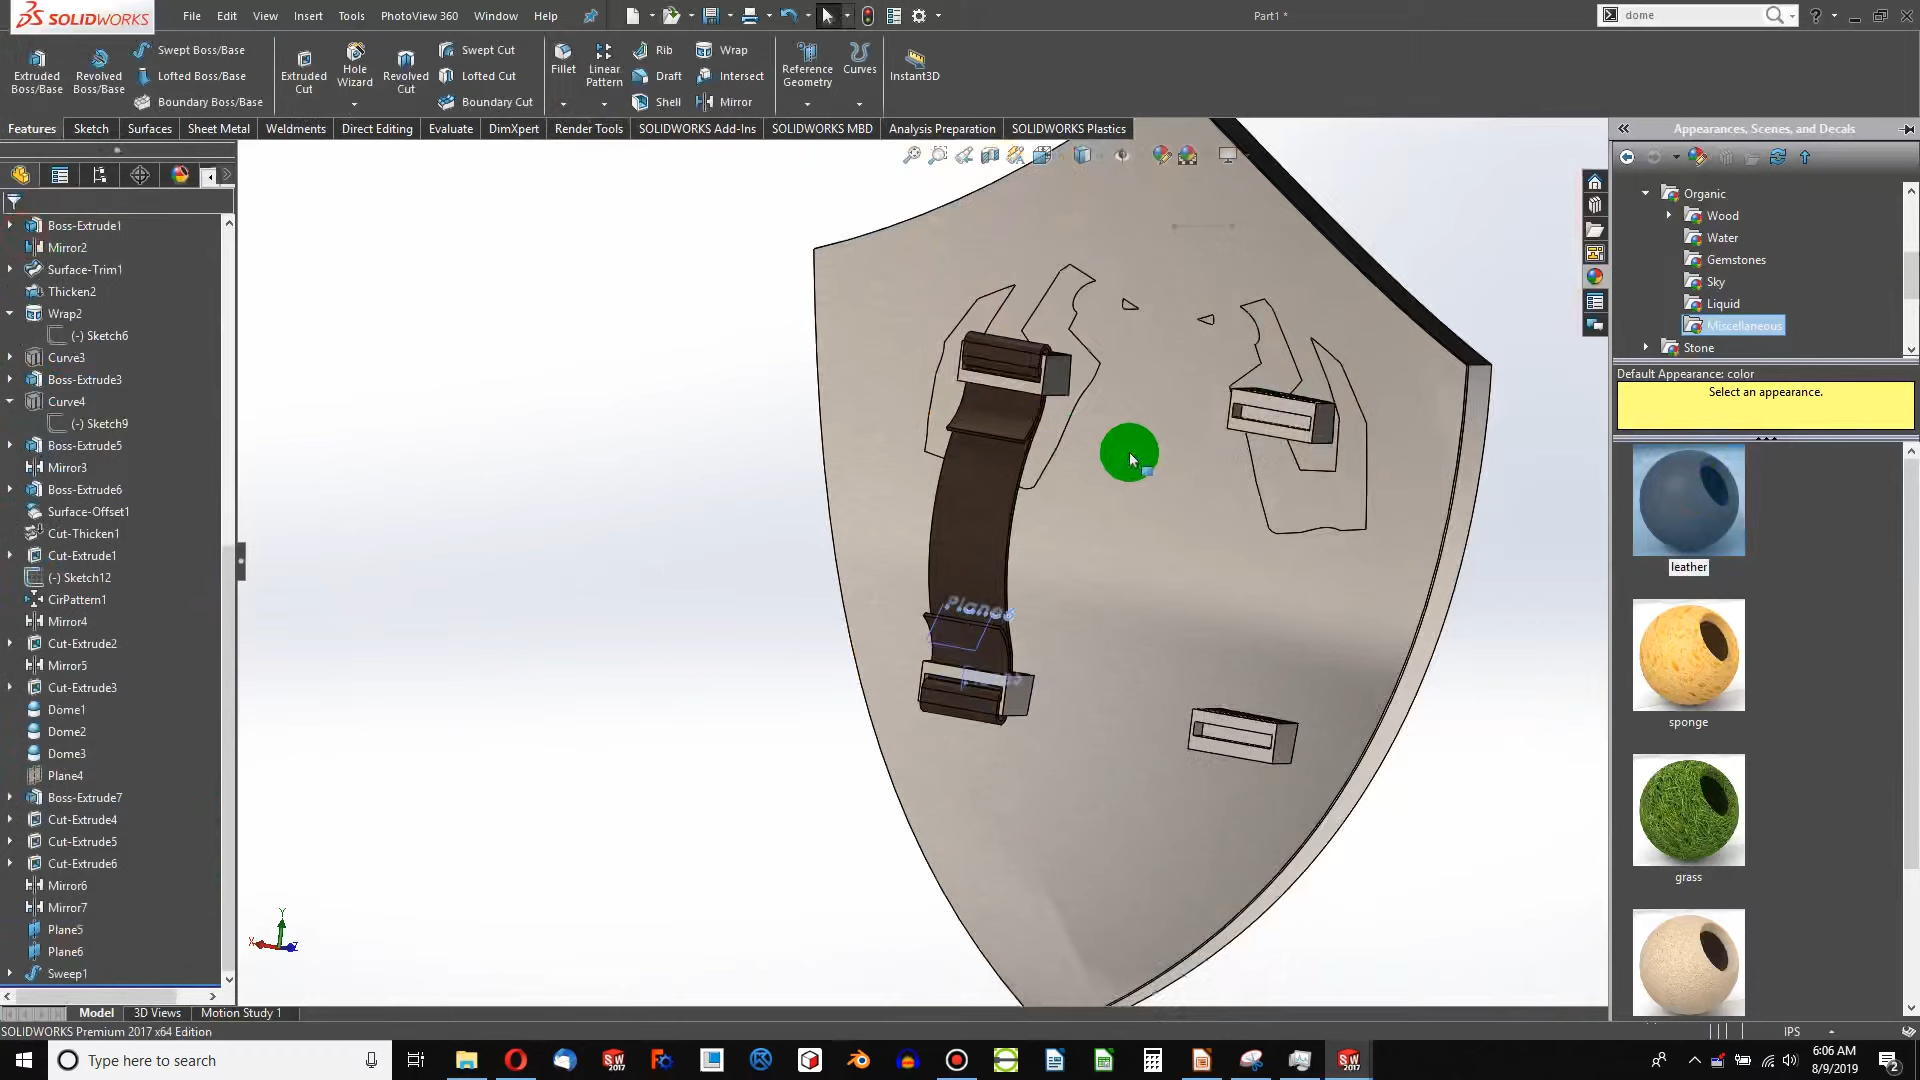 SOLIDWORKS
File
Edit
View
Insert
Tools
PhotoView 360
Window
Help
Part1 *
dome
Extruded Boss/Base
Revolved Boss/Base
Swept Boss/Base
Lofted Boss/Base
Boundary Boss/Base
Extruded Cut
Hole Wizard
Revolved Cut
Swept Cut
Lofted Cut
Boundary Cut
Fillet
Linear Pattern
Rib
Draft
Shell
Wrap
Intersect
Mirror
Reference Geometry
Curves
Instant3D
Features
Sketch
Surfaces
Sheet Metal
Weldments
Direct Editing
Evaluate
DimXpert
Render Tools
SOLIDWORKS Add-Ins
SOLIDWORKS MBD
Analysis Preparation
SOLIDWORKS Plastics
Boss-Extrude1
Mirror2
Surface-Trim1
Thicken2
Wrap2
(-) Sketch6
Curve3
Boss-Extrude3
Curve4
(-) Sketch9
Boss-Extrude5
Mirror3
Boss-Extrude6
Surface-Offset1
Cut-Thicken1
Cut-Extrude1
(-) Sketch12
CirPattern1
Mirror4
Cut-Extrude2
Mirror5
Cut-Extrude3
Dome1
Dome2
Dome3
Plane4
Boss-Extrude7
Cut-Extrude4
Cut-Extrude5
Cut-Extrude6
Mirror6
Mirror7
Plane5
Plane6
Sweep1
Y
X
Z
Appearances, Scenes, and Decals
Organic
Wood
Water
Gemstones
Sky
Liquid
Miscellaneous
Stone
Default Appearance: color
Select an appearance.
leather
sponge
grass
Model
3D Views
Motion Study 1
SOLIDWORKS Premium 2017 x64 Edition
IPS
Type here to search
SW 2017
SW 2017
6:06 AM
8/9/2019
2